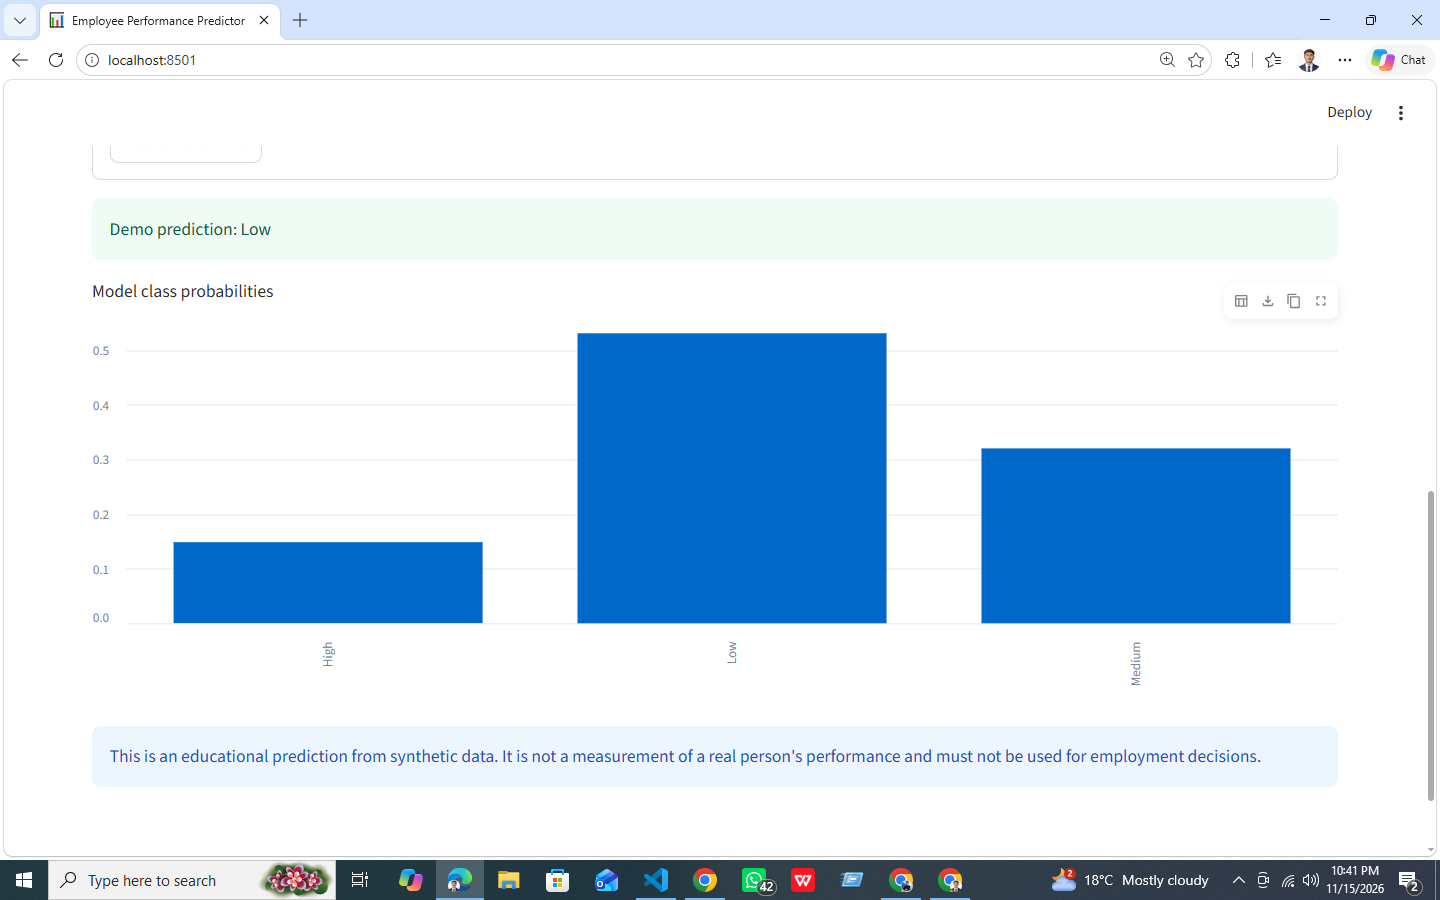 Employee Performance Predictor
localhost:8501
Chat
Deploy
Demo prediction: Low
Model class probabilities
0.5
0.4
0.3
0.2
0.1
0.0
High
Low
Medium
This is an educational prediction from synthetic data. It is not a measurement of a real person's performance and must not be used for employment decisions.
Type here to search
42
2
18°C Mostly cloudy
10:41 PM
11/15/2026
2